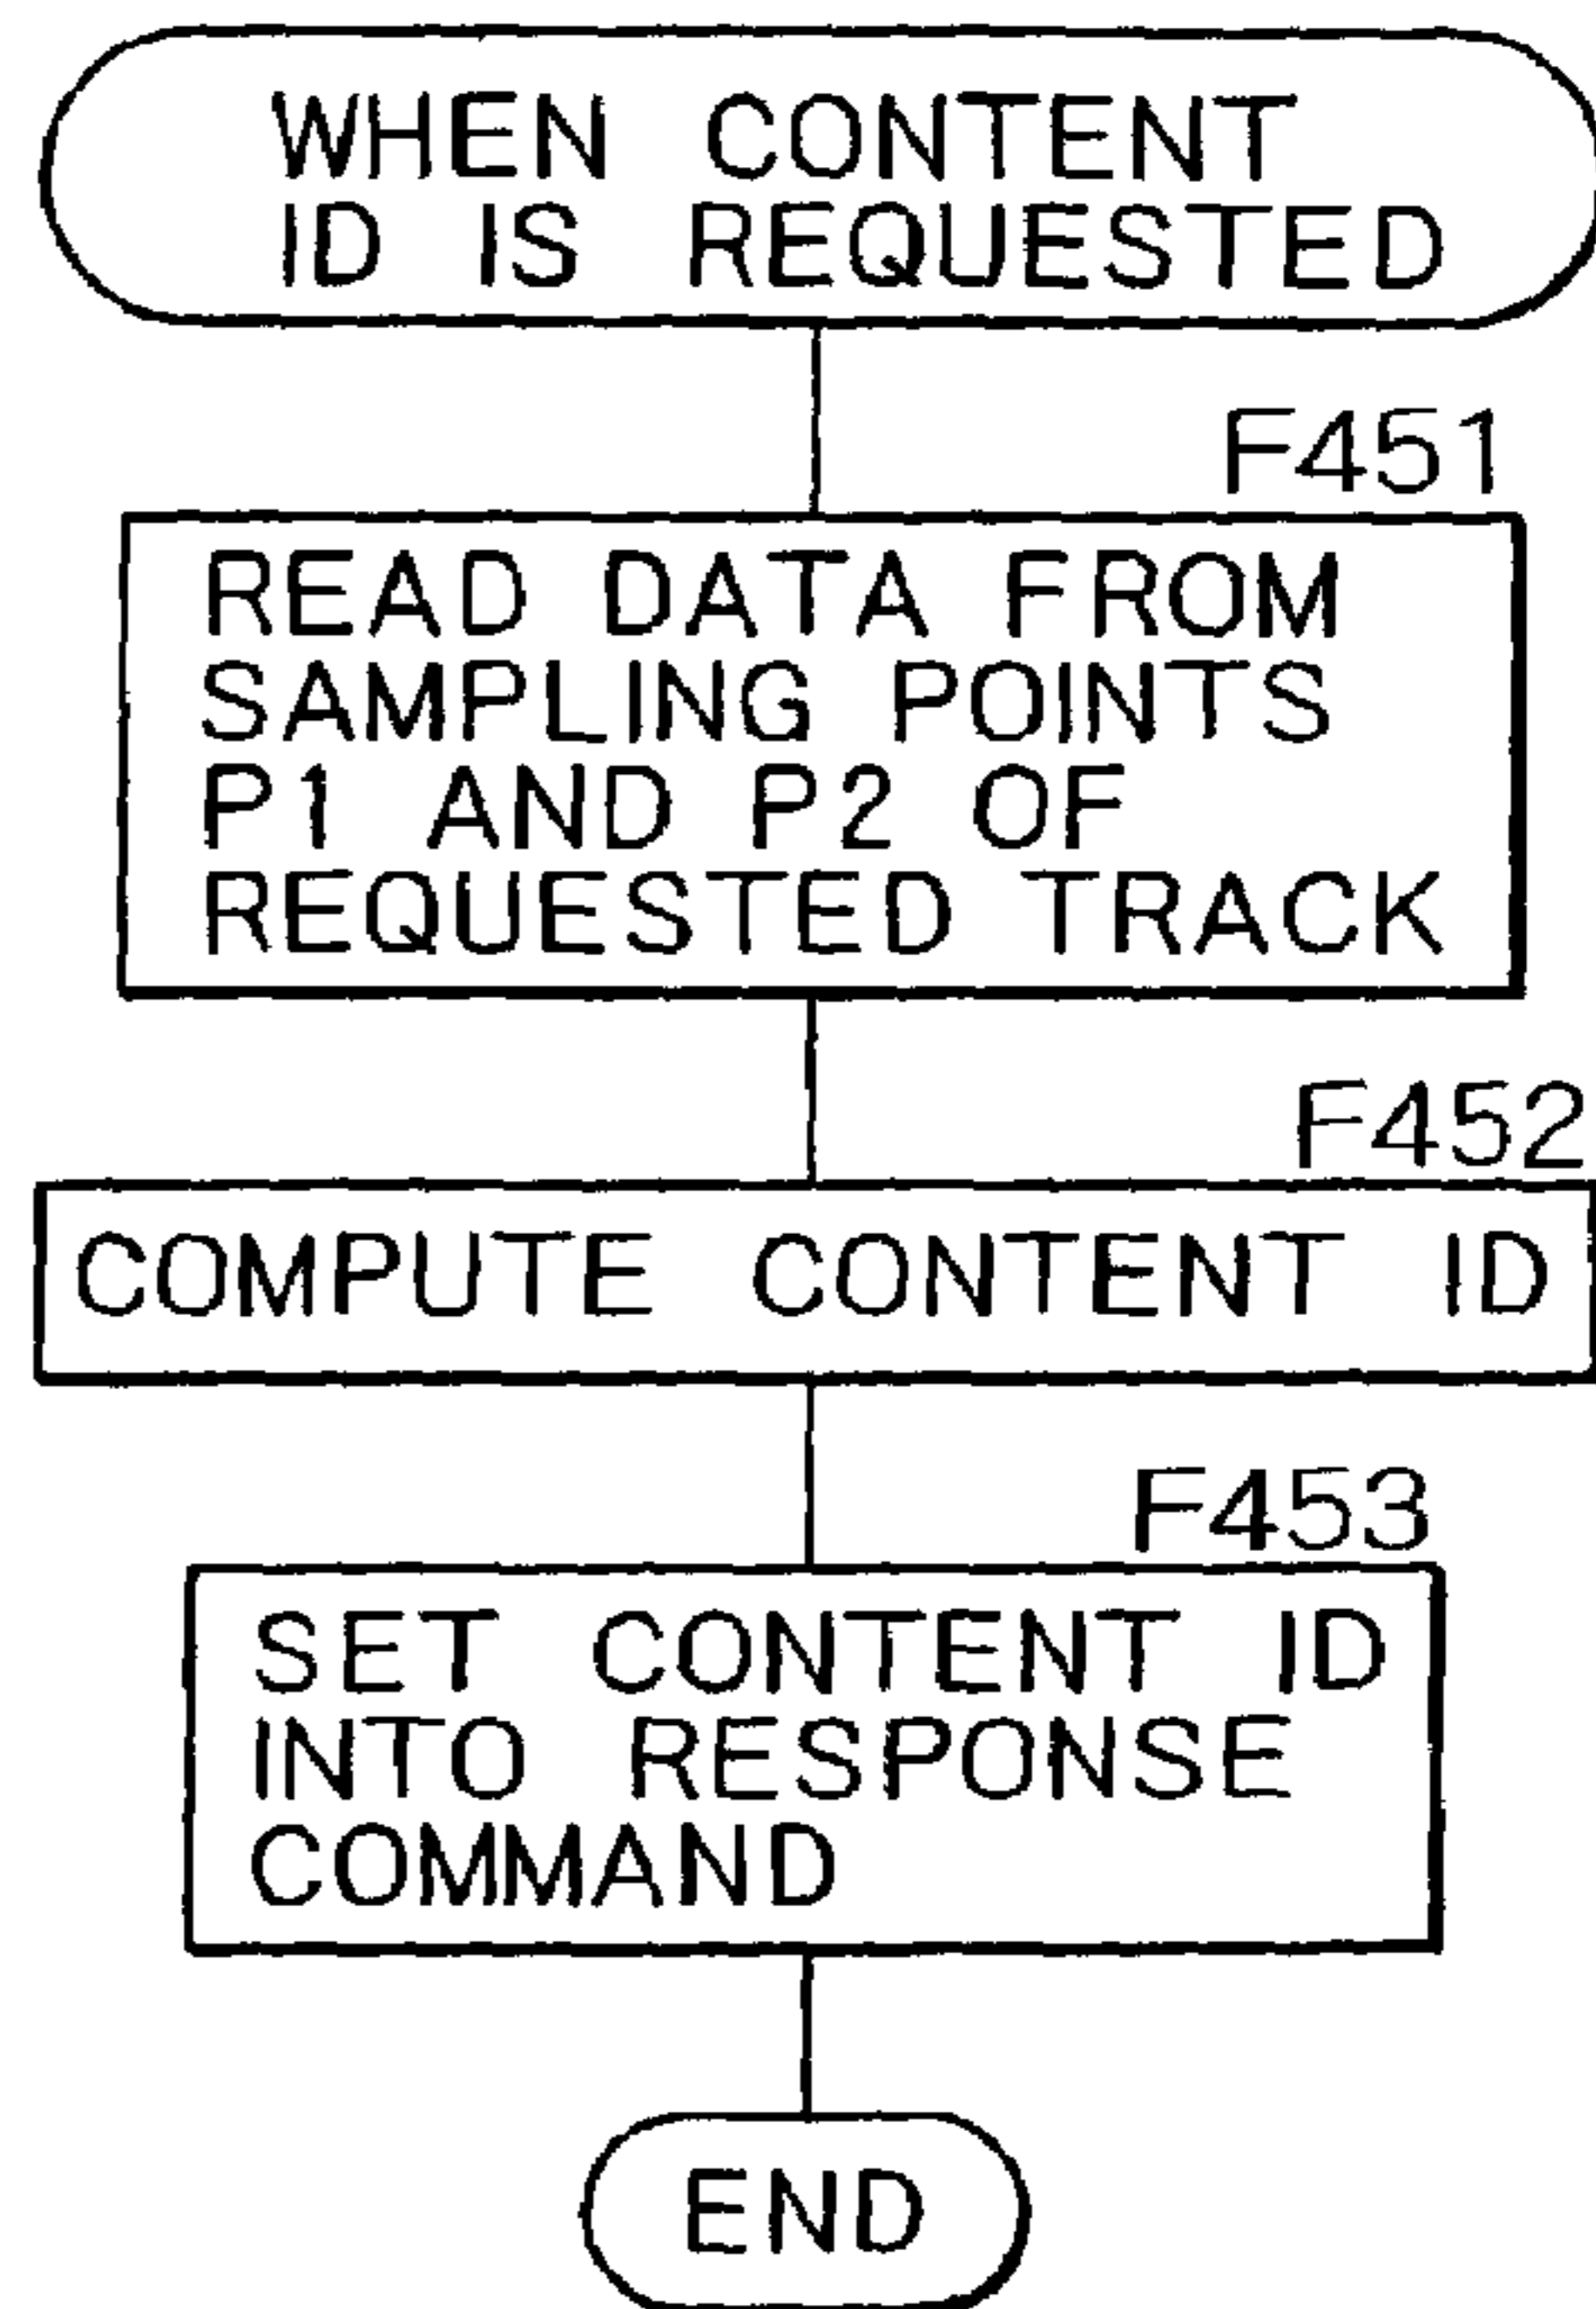 WHEN CONTENT
ID IS REQUESTED
F451
READ DATA FROM
SAMPLING POINTS
P1 AND P2 OF
REQUESTED TRACK
F452
COMPUTE CONTENT ID
F453
SET CONTENT ID
INTO RESPONSE
COMMAND
END